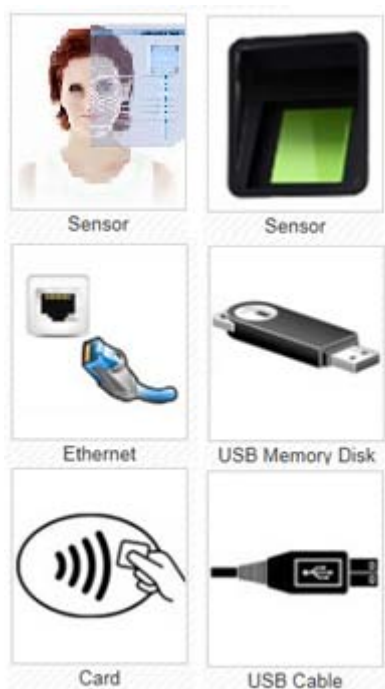 Sensor
Sensor
Ethernet
USB Memory Disk
Card
USB Cable